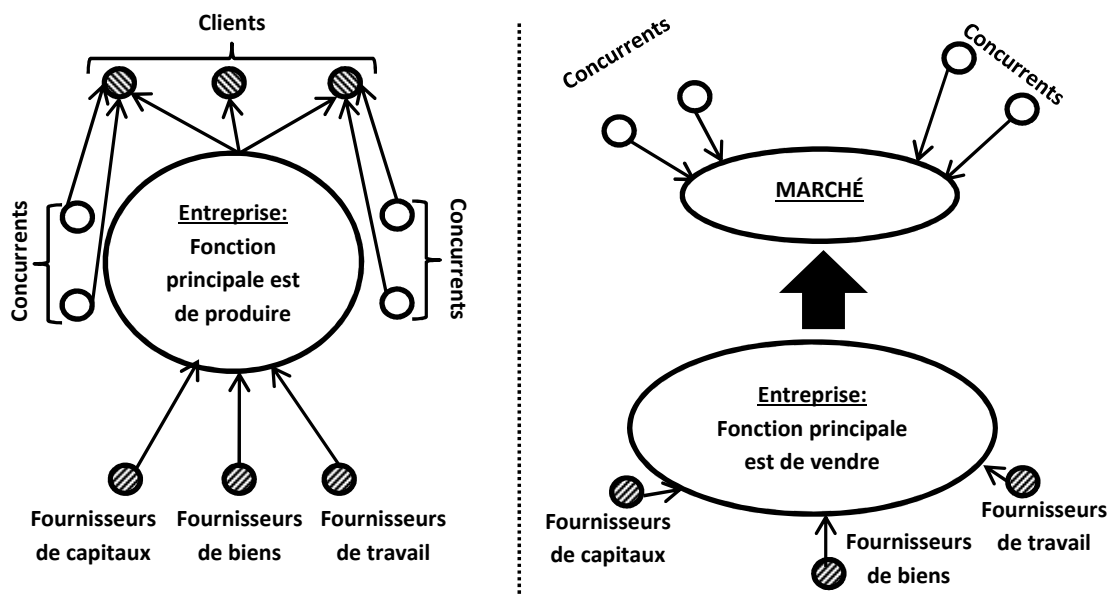 Clients
Entreprise:
Fonction
principale est
de produire
Concurrents
Concurrents
Fournisseurs
de capitaux
Fournisseurs
de biens
Fournisseurs
de travail
Concurrents
Concurrents
MARCHÉ
Entreprise:
Fonction principale
est de vendre
Fournisseurs
de capitaux
Fournisseurs
de biens
Fournisseurs
de travail